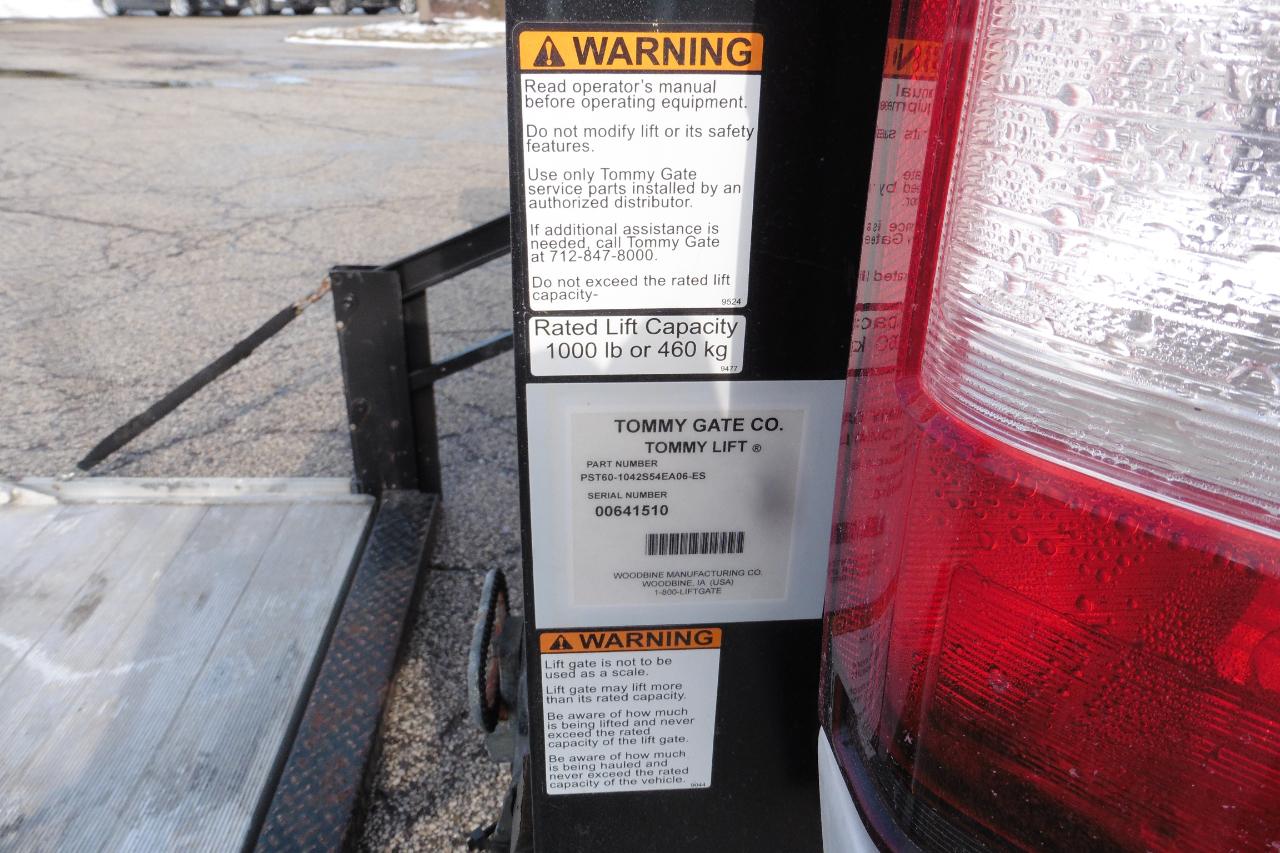 WARNING
Read operator's manual
before operating equipment.
Do not modify lift or its safety
features.
Use only Tommy Gate
service parts installed by an
authorized distributor.
If additional assistance is
needed, call Tommy Gate
at 712-847-8000.
Do not exceed the rated lift
capacity-
9524
Rated Lift Capacity
1000 lb or 460 kg
9477
TOMMY GATE CO.
TOMMY LIFT ®
PART NUMBER
PST60-1042S54EA06-ES
SERIAL NUMBER
00641510
WOODBINE MANUFACTURING CO.
WOODBINE, IA (USA)
1-800-LIFTGATE
WARNING
Lift gate is not to be
used as a scale.
Lift gate may lift more
than its rated capacity.
Be aware of how much
is being lifted and never
exceed the rated
capacity of the lift gate.
Be aware of how much
is being hauled and
never exceed the rated
capacity of the vehicle.
9044